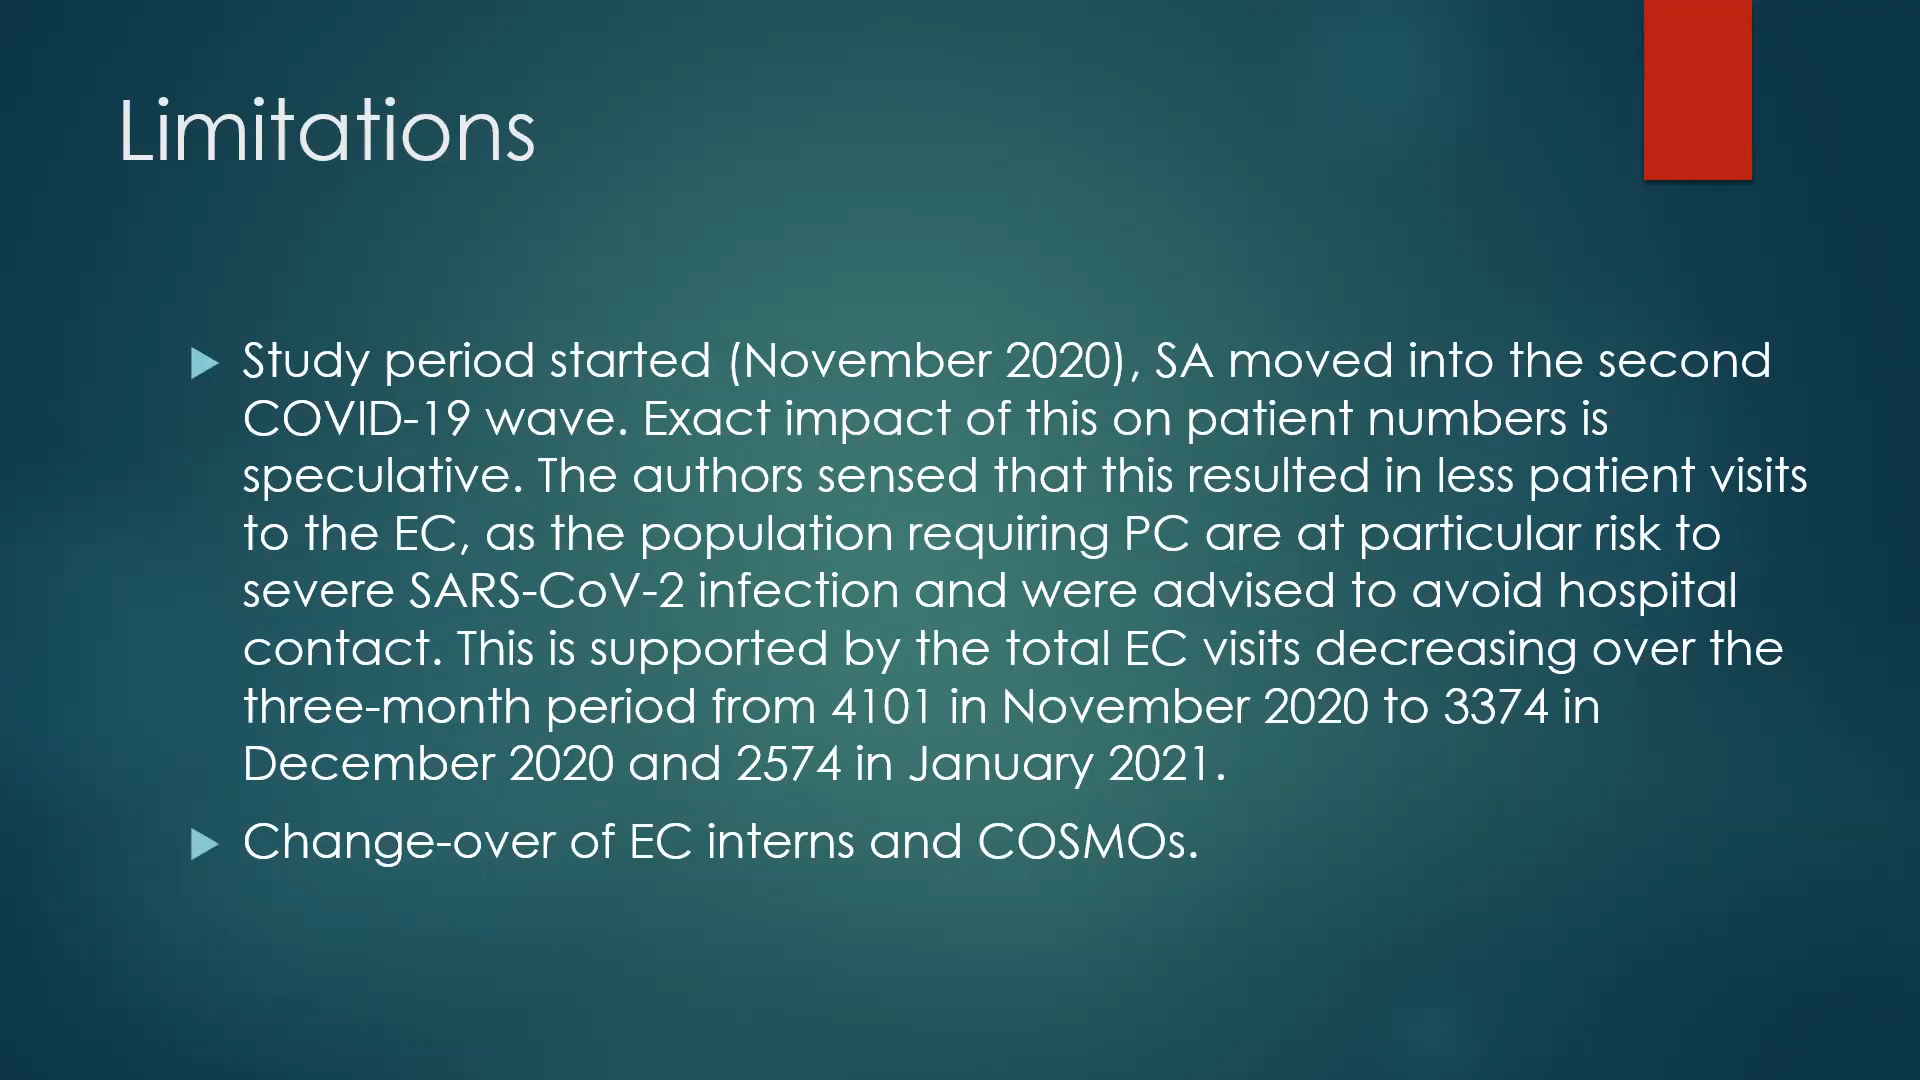 Limitations
Study period started (November 2020), SA moved into the second
COVID-19 wave. Exact impact of this on patient numbers is
speculative. The authors sensed that this resulted in less patient visits
to the EC, as the population requiring PC are at particular risk to
severe SARS-CoV-2 infection and were advised to avoid hospital
contact. This is supported by the total EC visits decreasing over the
three-month period from 4101 in November 2020 to 3374 in
December 2020 and 2574 in January 2021.
Change-over of EC interns and COSMOs.